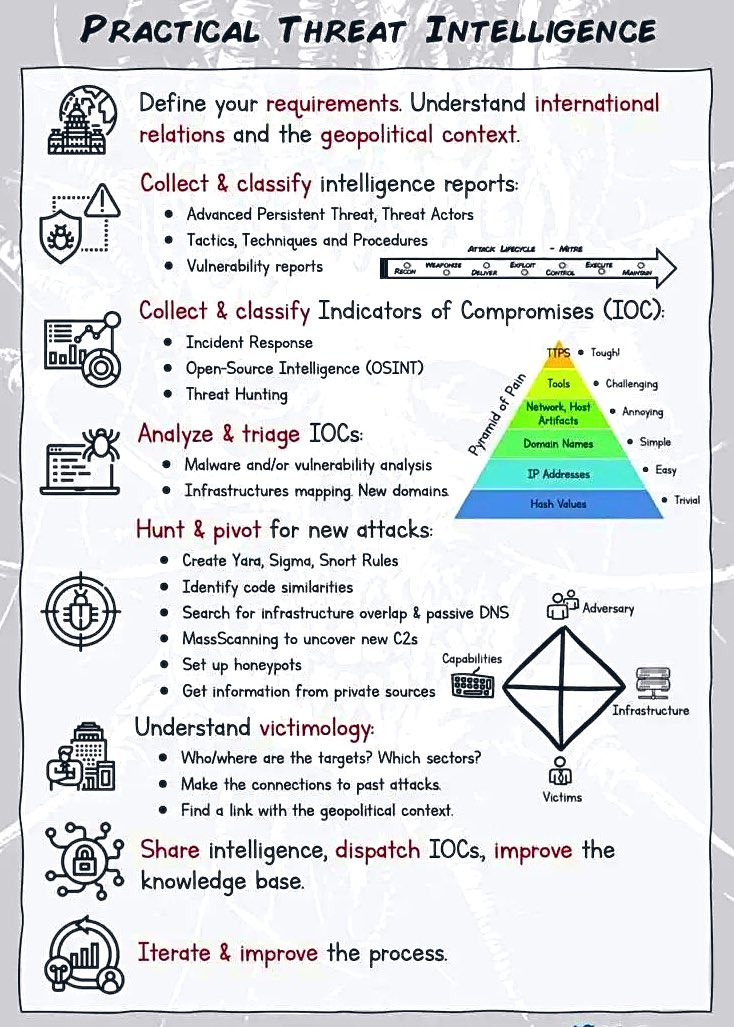 PRACTICAL THREAT INTELLIGENCE
Define your requirements. Understand international
relations and the geopolitical context.
Collect & classify intelligence reports:
Advanced Persistent Threat, Threat Actors
Tactics, Techniques and Procedures
Vulnerability reports
ATTACK LIFECYCLE - MITRE
RECON
WEAPONIZE
DELIVER
EXPLOIT
CONTROL
EXECUTE
MAINTAIN
Collect & classify Indicators of Compromises (IOC):
Incident Response
Open-Source Intelligence (OSINT)
Threat Hunting
Pyramid of Pain
TTPS • Tough!
Tools • Challenging
Network, Host
Artifacts • Annoying
Domain Names • Simple
IP Addresses • Easy
Hash Values • Trivial
Analyze & triage IOCs:
Malware and/or vulnerability analysis
Infrastructures mapping. New domains.
Hunt & pivot for new attacks:
Create Yara, Sigma, Snort Rules
Identify code similarities
Search for infrastructure overlap & passive DNS
MassScanning to uncover new C2s
Set up honeypots
Get information from private sources
Adversary
Capabilities
Infrastructure
Victims
Understand victimology:
Who/where are the targets? Which sectors?
Make the connections to past attacks.
Find a link with the geopolitical context.
Share intelligence, dispatch IOCs, improve the
knowledge base.
Iterate & improve the process.